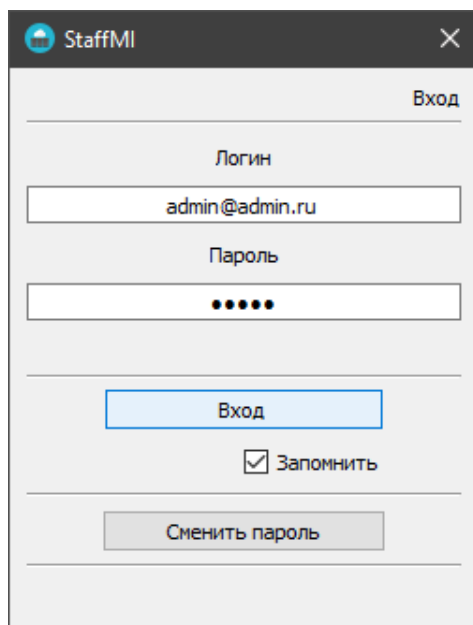 StaffMI
Вход
Логин
admin@admin.ru
Пароль
•••••
Вход
Запомнить
Сменить пароль